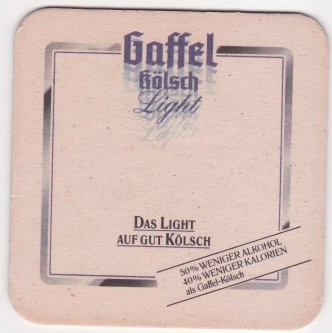 Gaffel
Kölsch
Light
DAS LIGHT
AUF GUT KÖLSCH
50% WENIGER ALKOHOL
40% WENIGER KALORIEN
als Gaffel-Kölsch